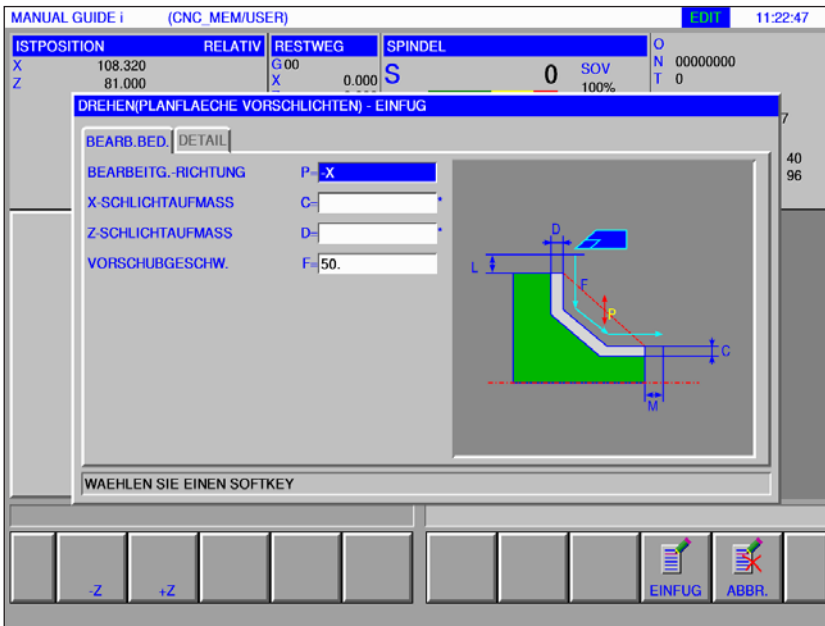 MANUAL GUIDE i (CNC_MEM/USER) EDIT 11:22:47
ISTPOSITION RELATIV RESTWEG SPINDEL O
X 108.320 G 00 S 0 SOV N 00000000
Z 81.000 X 0.000 100% T 0
DREHEN(PLANFLAECHE VORSCHLICHTEN) - EINFUG
7
BEARB.BED. DETAIL
40
BEARBEITG.-RICHTUNG P= -X
96
X-SCHLICHTAUFMASS C= *
Z-SCHLICHTAUFMASS D= *
VORSCHUBGESCHW. F= 50.
D
L
F
P
C
M
WAEHLEN SIE EINEN SOFTKEY
-Z +Z EINFUG ABBR.